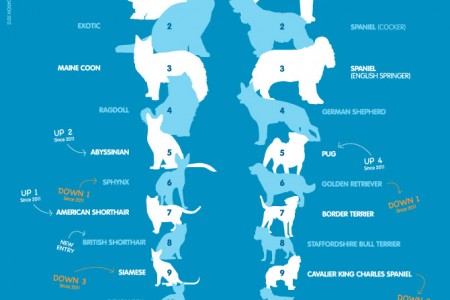 EXOTIC
2
2
SPANIEL (COCKER)
MAINE COON
3
3
SPANIEL
(ENGLISH SPRINGER)
RAGDOLL
4
4
GERMAN SHEPHERD
UP 2
Since 2011
ABYSSINIAN
5
5
PUG
UP 4
Since 2011
SPHYNX
6
6
GOLDEN RETRIEVER
UP 1
Since 2011
DOWN 1
Since 2011
AMERICAN SHORTHAIR
7
7
BORDER TERRIER
DOWN 1
Since 2011
NEW
ENTRY
BRITISH SHORTHAIR
8
8
STAFFORDSHIRE BULL TERRIER
DOWN 3
Since 2011
SIAMESE
9
9
CAVALIER KING CHARLES SPANIEL